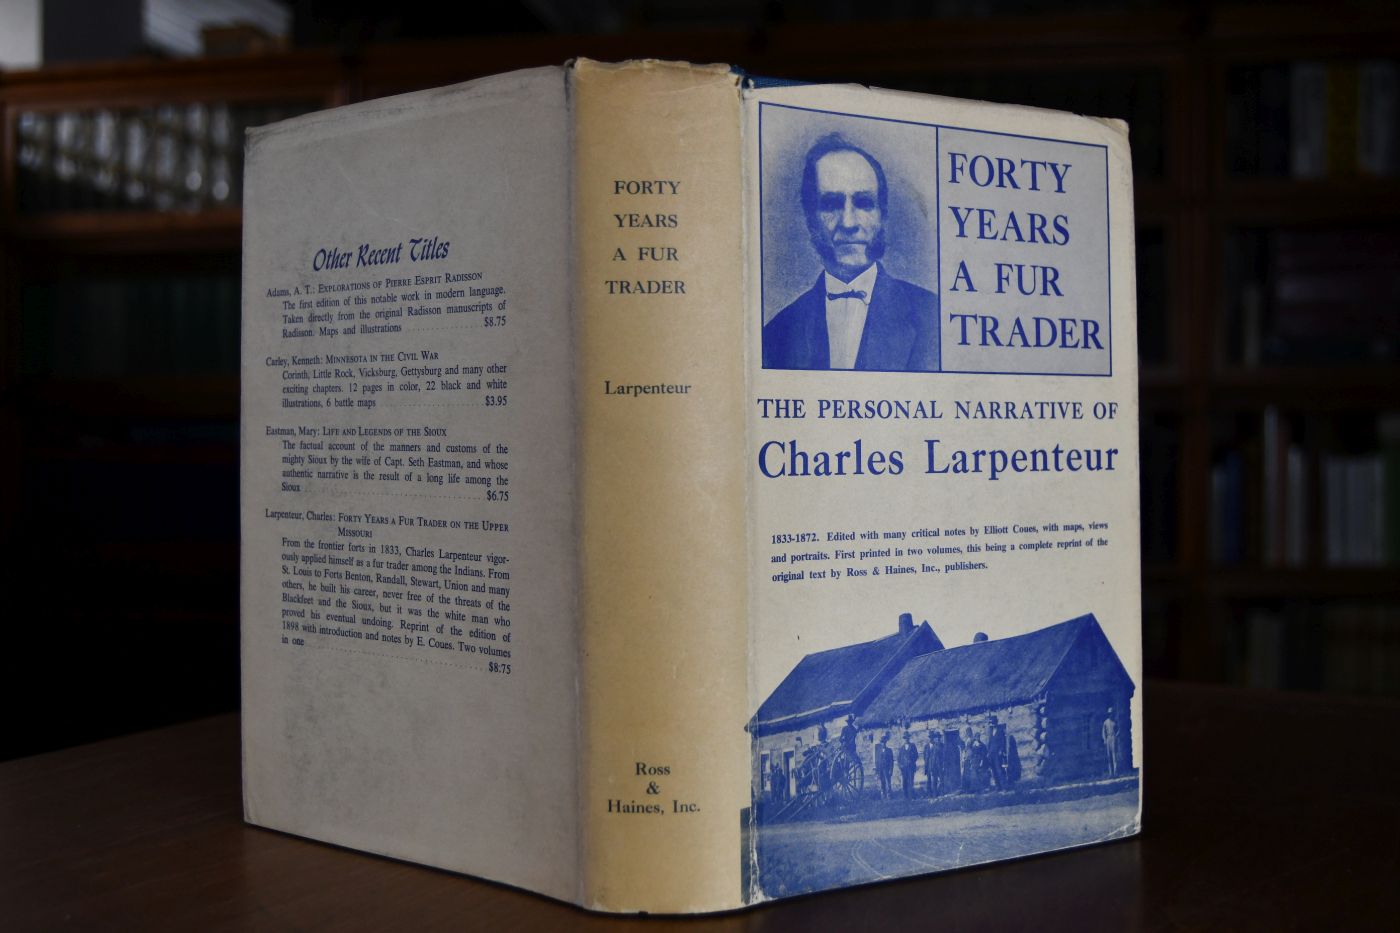 Other Recent Titles
Adams, A. T.: EXPLORATIONS OF PIERRE ESPRIT RADISSON
The first edition of this notable work in modern language.
Taken directly from the original Radisson manuscripts of
Radisson. Maps and illustrations ............ $8.75
Carley, Kenneth: MINNESOTA IN THE CIVIL WAR
Corinth, Little Rock, Vicksburg, Gettysburg and many other
exciting chapters. 12 pages in color, 22 black and white
illustrations, 6 battle maps ............ $3.95
Eastman, Mary: LIFE AND LEGENDS OF THE SIOUX
The factual account of the manners and customs of the
mighty Sioux by the wife of Capt. Seth Eastman, and whose
authentic narrative is the result of a long life among the
Sioux ............ $6.75
Larpenteur, Charles: FORTY YEARS A FUR TRADER ON THE UPPER
MISSOURI
From the frontier forts in 1833, Charles Larpenteur vigor-
ously applied himself as a fur trader among the Indians. From
St. Louis to Forts Benton, Randall, Stewart, Union and many
others, he built his career, never free of the threats of the
Blackfeet and the Sioux, but it was the white man who
proved his eventual undoing. Reprint of the edition of
1898 with introduction and notes by E. Coues. Two volumes
in one ............ $8.75
FORTY
YEARS
A FUR
TRADER
Larpenteur
Ross
&
Haines, Inc.
FORTY
YEARS
A FUR
TRADER
THE PERSONAL NARRATIVE OF
Charles Larpenteur
1833-1872. Edited with many critical notes by Elliott Coues, with maps, views
and portraits. First printed in two volumes, this being a complete reprint of the
original text by Ross & Haines, Inc., publishers.